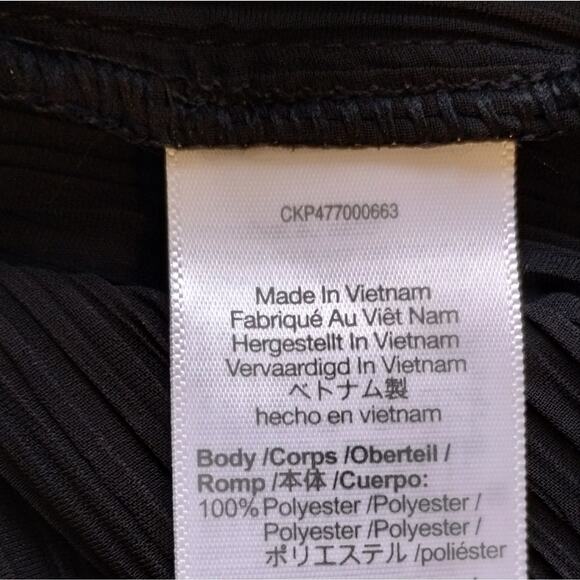 CKP477000663
Made In Vietnam
Fabriqué Au Viêt Nam
Hergestellt In Vietnam
Vervaardigd In Vietnam
ベトナム製
hecho en vietnam
Body /Corps /Oberteil /
Romp /本体 /Cuerpo:
100% Polyester /Polyester /
Polyester /Polyester /
ポリエステル /poliéster